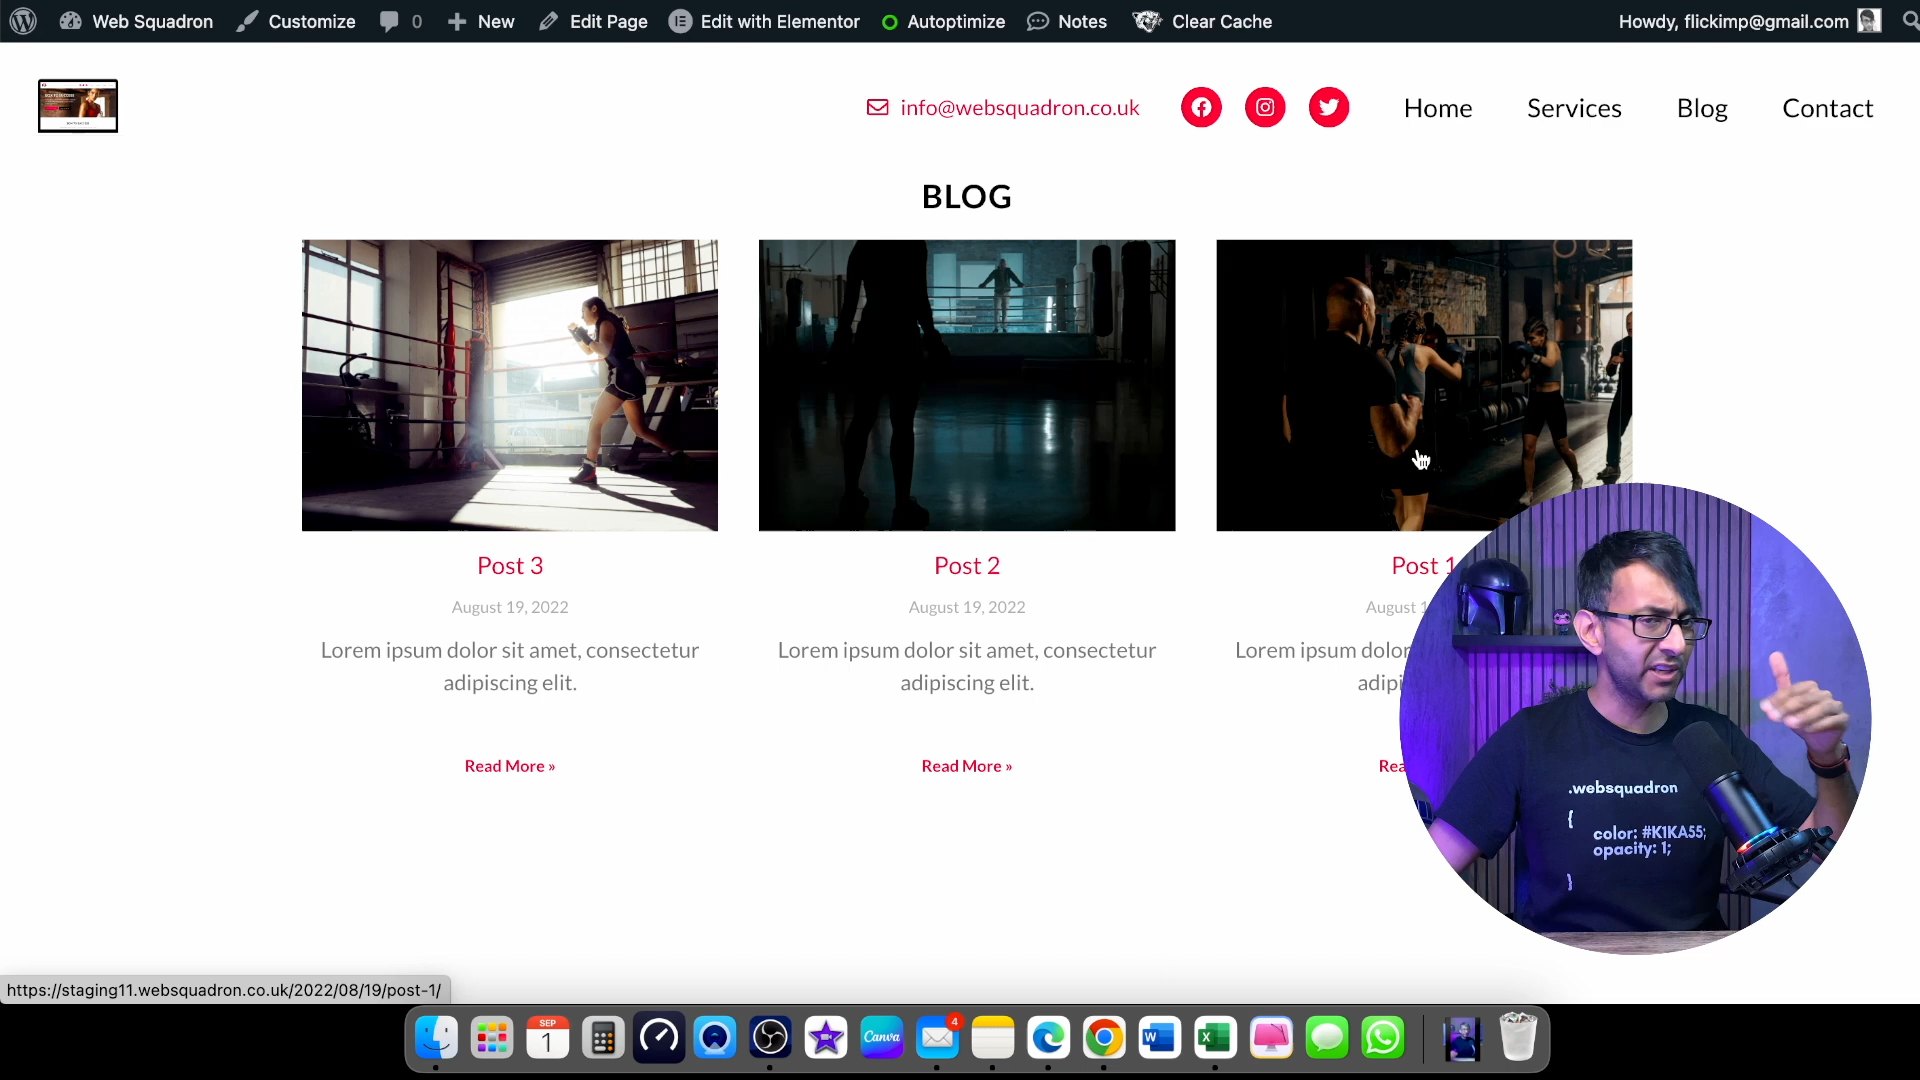 Web Squadron Customize 0 New Edit Page Edit with Elementor Autoptimize Notes Clear Cache Howdy, flickimp@gmail.com
info@websquadron.co.uk Home Services Blog Contact
BLOG
Post 3
August 19, 2022
Lorem ipsum dolor sit amet, consectetur
adipiscing elit.
Read More »
Post 2
August 19, 2022
Lorem ipsum dolor sit amet, consectetur
adipiscing elit.
Read More »
Post 1
August 1
Lorem ipsum dolor
adipi
Rea
.websquadron
{
color: #K1KA55;
opacity: 1;
}
https://staging11.websquadron.co.uk/2022/08/19/post-1/
SEP
1
Canva
4
W
X